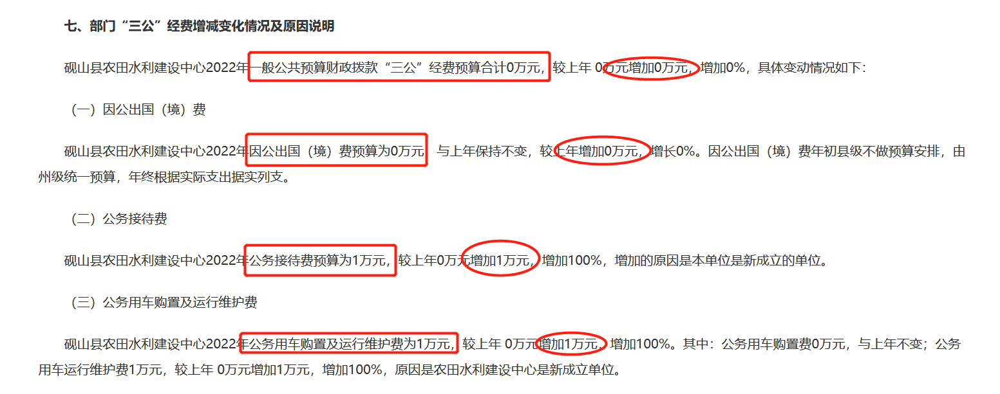 七、部门“三公”经费增减变化情况及原因说明
砚山县农田水利建设中心2022年一般公共预算财政拨款“三公”经费预算合计0万元，较上年 0万元增加0万元，增加0%，具体变动情况如下：
（一）因公出国（境）费
砚山县农田水利建设中心2022年因公出国（境）费预算为0万元， 与上年保持不变，较上年增加0万元，增长0%。因公出国（境）费年初县级不做预算安排，由
州级统一预算，年终根据实际支出据实列支。
（二）公务接待费
砚山县农田水利建设中心2022年公务接待费预算为1万元，较上年0万元增加1万元，增加100%，增加的原因是本单位是新成立的单位。
（三）公务用车购置及运行维护费
砚山县农田水利建设中心2022年公务用车购置及运行维护费为1万元，较上年 0万元增加1万元，增加100%。其中：公务用车购置费0万元，与上年不变；公务
用车运行维护费1万元，较上年 0万元增加1万元，增加100%，原因是农田水利建设中心是新成立单位。